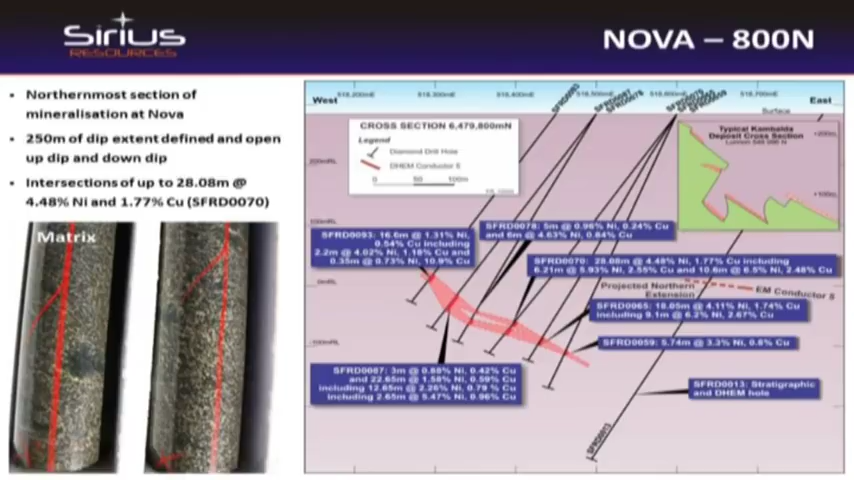 Sirius
RESOURCES
NOVA – 800N
• Northernmost section of
mineralisation at Nova
• 250m of dip extent defined and open
up dip and down dip
• Intersections of up to 28.08m @
4.48% Ni and 1.77% Cu (SFRD0070)
Matrix
West
East
Surface
CROSS SECTION 6,479,800mN
Legend
Diamond Drill Hole
DHEM Conductor 5
0 50 100m
Typical Kambalda
Deposit Cross Section
SFRD0093: 16.6m @ 1.31% Ni,
0.54% Cu including
2.2m @ 4.02% Ni, 1.18% Cu and
0.35m @ 0.73% Ni, 10.9% Cu
SFRD0078: 5m @ 0.96% Ni, 0.24% Cu
and 6m @ 4.63% Ni, 0.84% Cu
SFRD0070: 28.08m @ 4.48% Ni, 1.77% Cu including
6.21m @ 5.93% Ni, 2.55% Cu and 10.6m @ 6.5% Ni, 2.48% Cu
Projected Northern
Extension
EM Conductor 5
SFRD0065: 18.05m @ 4.11% Ni, 1.74% Cu
including 9.1m @ 6.2% Ni, 2.67% Cu
SFRD0059: 5.74m @ 3.3% Ni, 0.8% Cu
SFRD0087: 3m @ 0.88% Ni, 0.42% Cu
and 22.65m @ 1.58% Ni, 0.59% Cu
including 12.65m @ 2.26% Ni, 0.79 % Cu
including 2.65m @ 5.47% Ni, 0.96% Cu
SFRD0013: Stratigraphic
and DHEM hole
SFRD0013